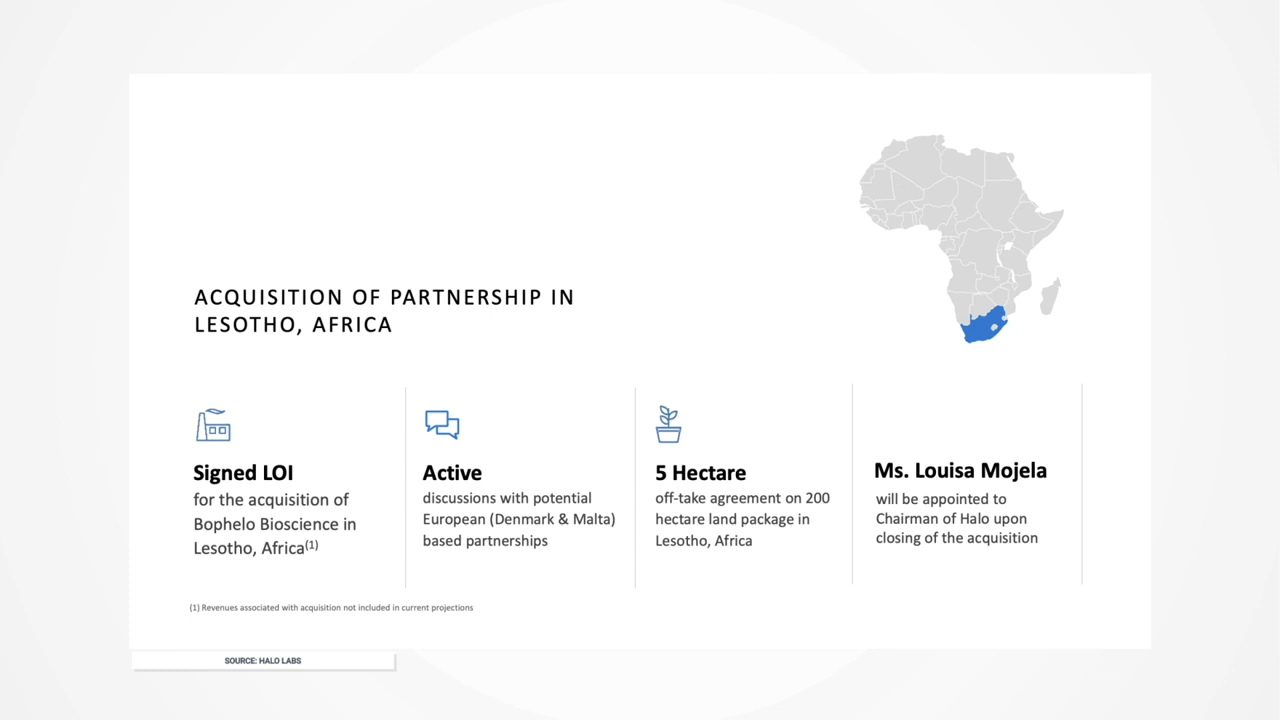 ACQUISITION OF PARTNERSHIP IN
LESOTHO, AFRICA
Signed LOI
for the acquisition of
Bophelo Bioscience in
Lesotho, Africa(1)
Active
discussions with potential
European (Denmark & Malta)
based partnerships
5 Hectare
off-take agreement on 200
hectare land package in
Lesotho, Africa
Ms. Louisa Mojela
will be appointed to
Chairman of Halo upon
closing of the acquisition
(1) Revenues associated with acquisition not included in current projections
SOURCE: HALO LABS